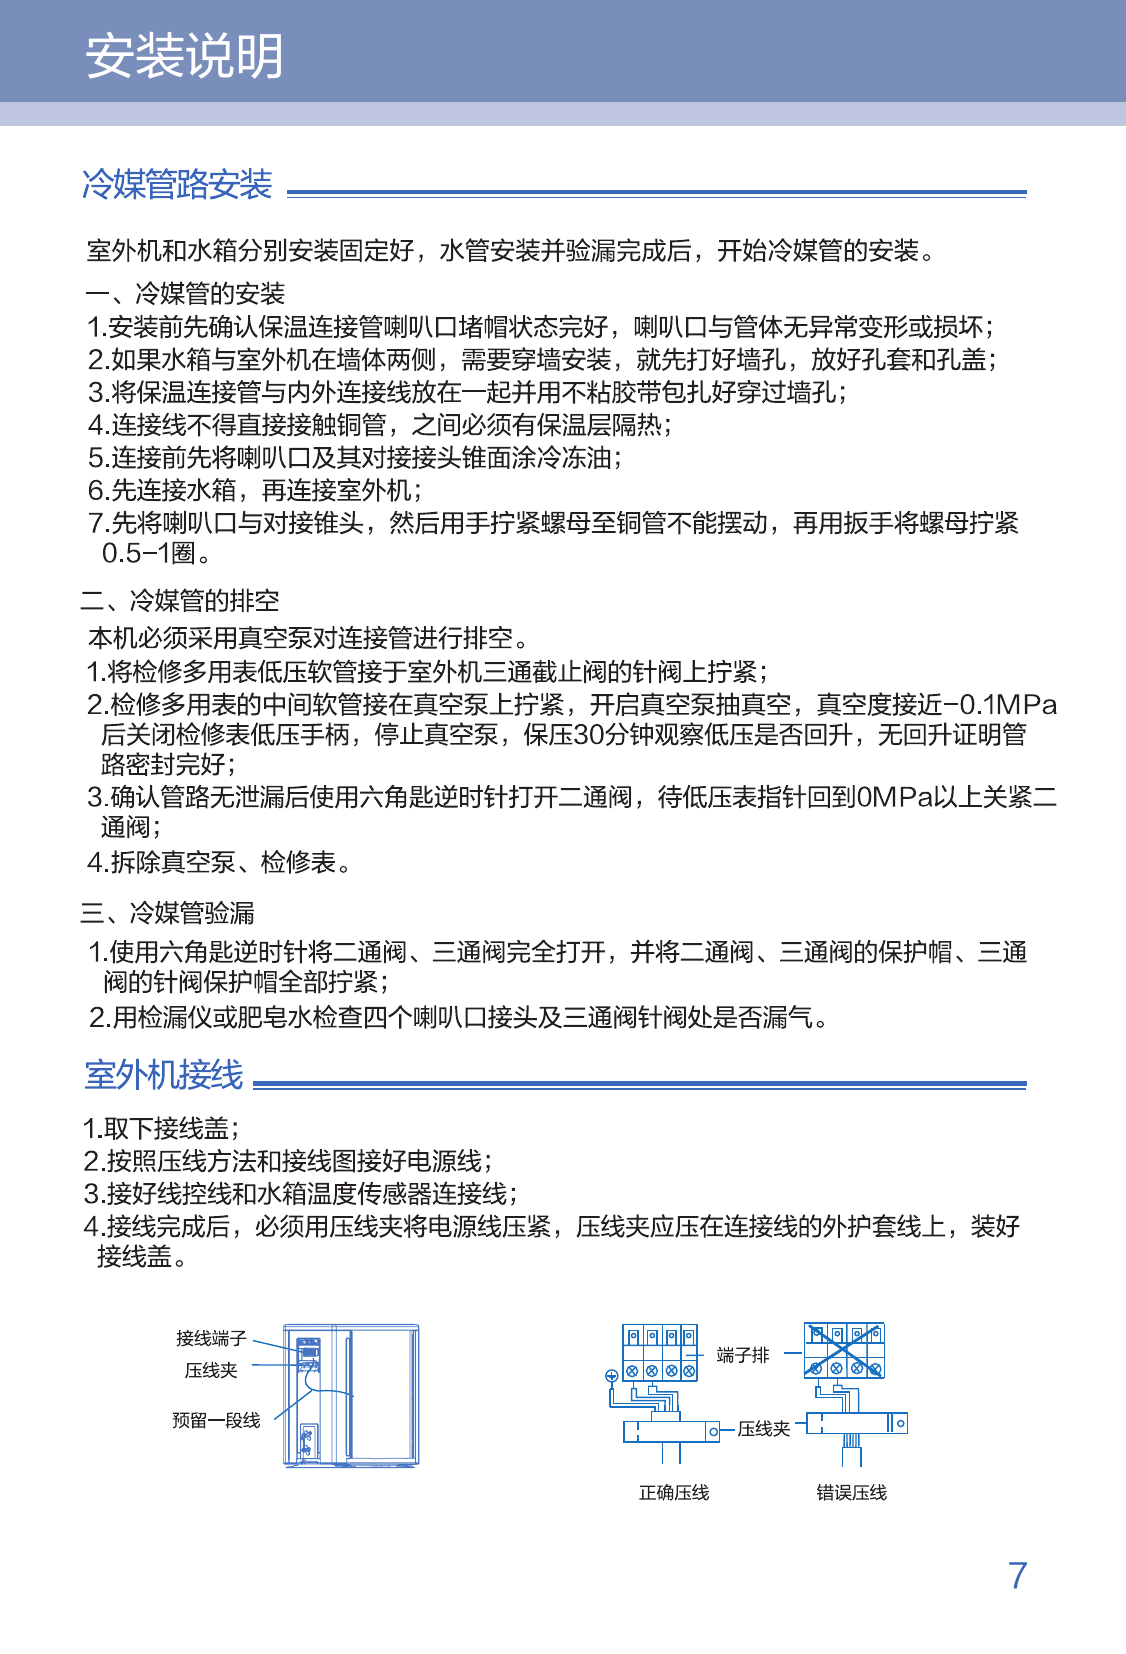 安装说明
冷媒管路安装
室外机和水箱分别安装固定好，水管安装并验漏完成后，开始冷媒管的安装。
一、冷媒管的安装
1.安装前先确认保温连接管喇叭口堵帽状态完好，喇叭口与管体无异常变形或损坏；
2.如果水箱与室外机在墙体两侧，需要穿墙安装，就先打好墙孔，放好孔套和孔盖；
3.将保温连接管与内外连接线放在一起并用不粘胶带包扎好穿过墙孔；
4.连接线不得直接接触铜管，之间必须有保温层隔热；
5.连接前先将喇叭口及其对接接头锥面涂冷冻油；
6.先连接水箱，再连接室外机；
7.先将喇叭口与对接锥头，然后用手拧紧螺母至铜管不能摆动，再用扳手将螺母拧紧
0.5-1圈。
二、冷媒管的排空
本机必须采用真空泵对连接管进行排空。
1.将检修多用表低压软管接于室外机三通截止阀的针阀上拧紧；
2.检修多用表的中间软管接在真空泵上拧紧，开启真空泵抽真空，真空度接近-0.1MPa
后关闭检修表低压手柄，停止真空泵，保压30分钟观察低压是否回升，无回升证明管
路密封完好；
3.确认管路无泄漏后使用六角匙逆时针打开二通阀，待低压表指针回到0MPa以上关紧二
通阀；
4.拆除真空泵、检修表。
三、冷媒管验漏
1.使用六角匙逆时针将二通阀、三通阀完全打开，并将二通阀、三通阀的保护帽、三通
阀的针阀保护帽全部拧紧；
2.用检漏仪或肥皂水检查四个喇叭口接头及三通阀针阀处是否漏气。
室外机接线
1.取下接线盖；
2.按照压线方法和接线图接好电源线；
3.接好线控线和水箱温度传感器连接线；
4.接线完成后，必须用压线夹将电源线压紧，压线夹应压在连接线的外护套线上，装好
接线盖。
接线端子
压线夹
预留一段线
端子排
压线夹
正确压线
错误压线
7